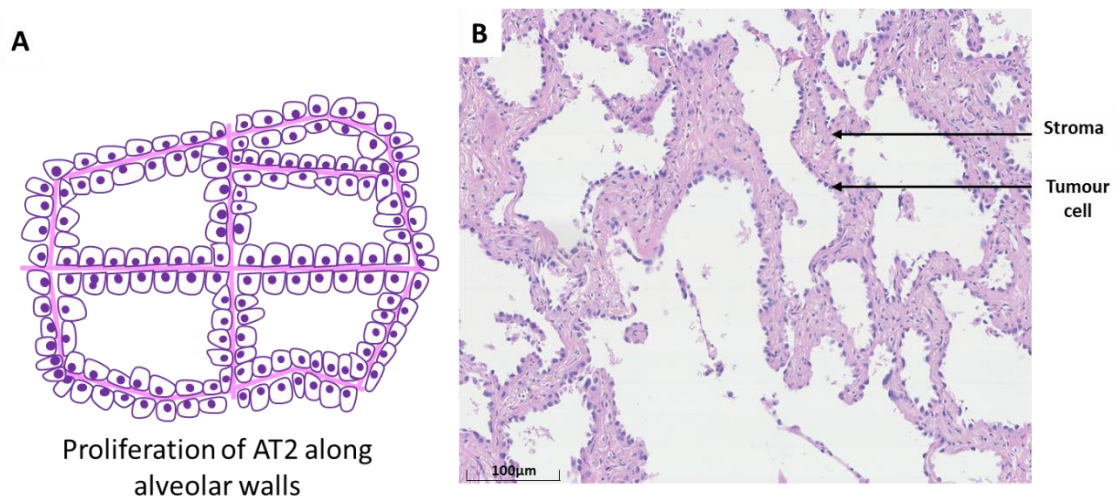 A
Proliferation of AT2 along
alveolar walls
B
Stroma
Tumour
cell
100µm